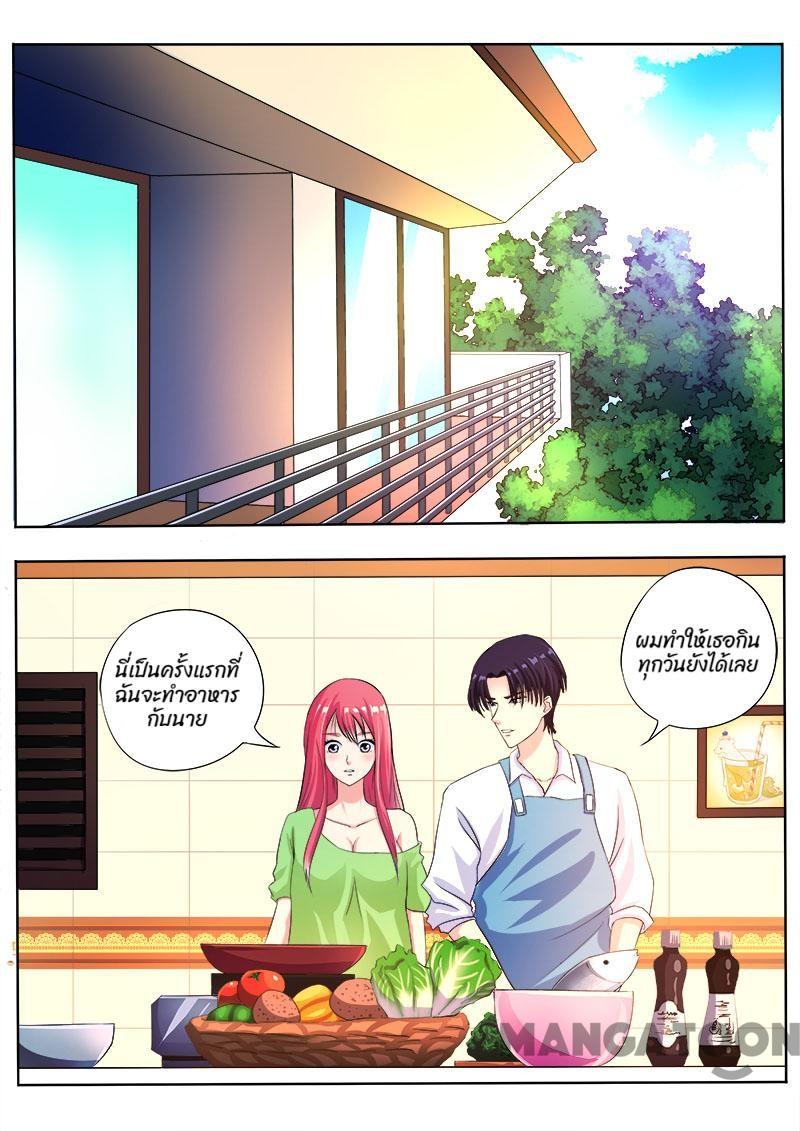 นี่เป็นครั้งแรกที่
ฉันจะทำอาหาร
กับนาย
ผมทำให้เธอกิน
ทุกวันยังได้เลย
MANGATOON